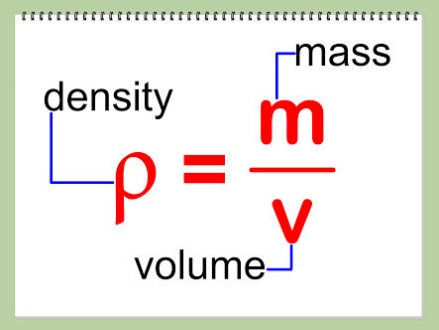 mass
density
ρ = m
v
volume